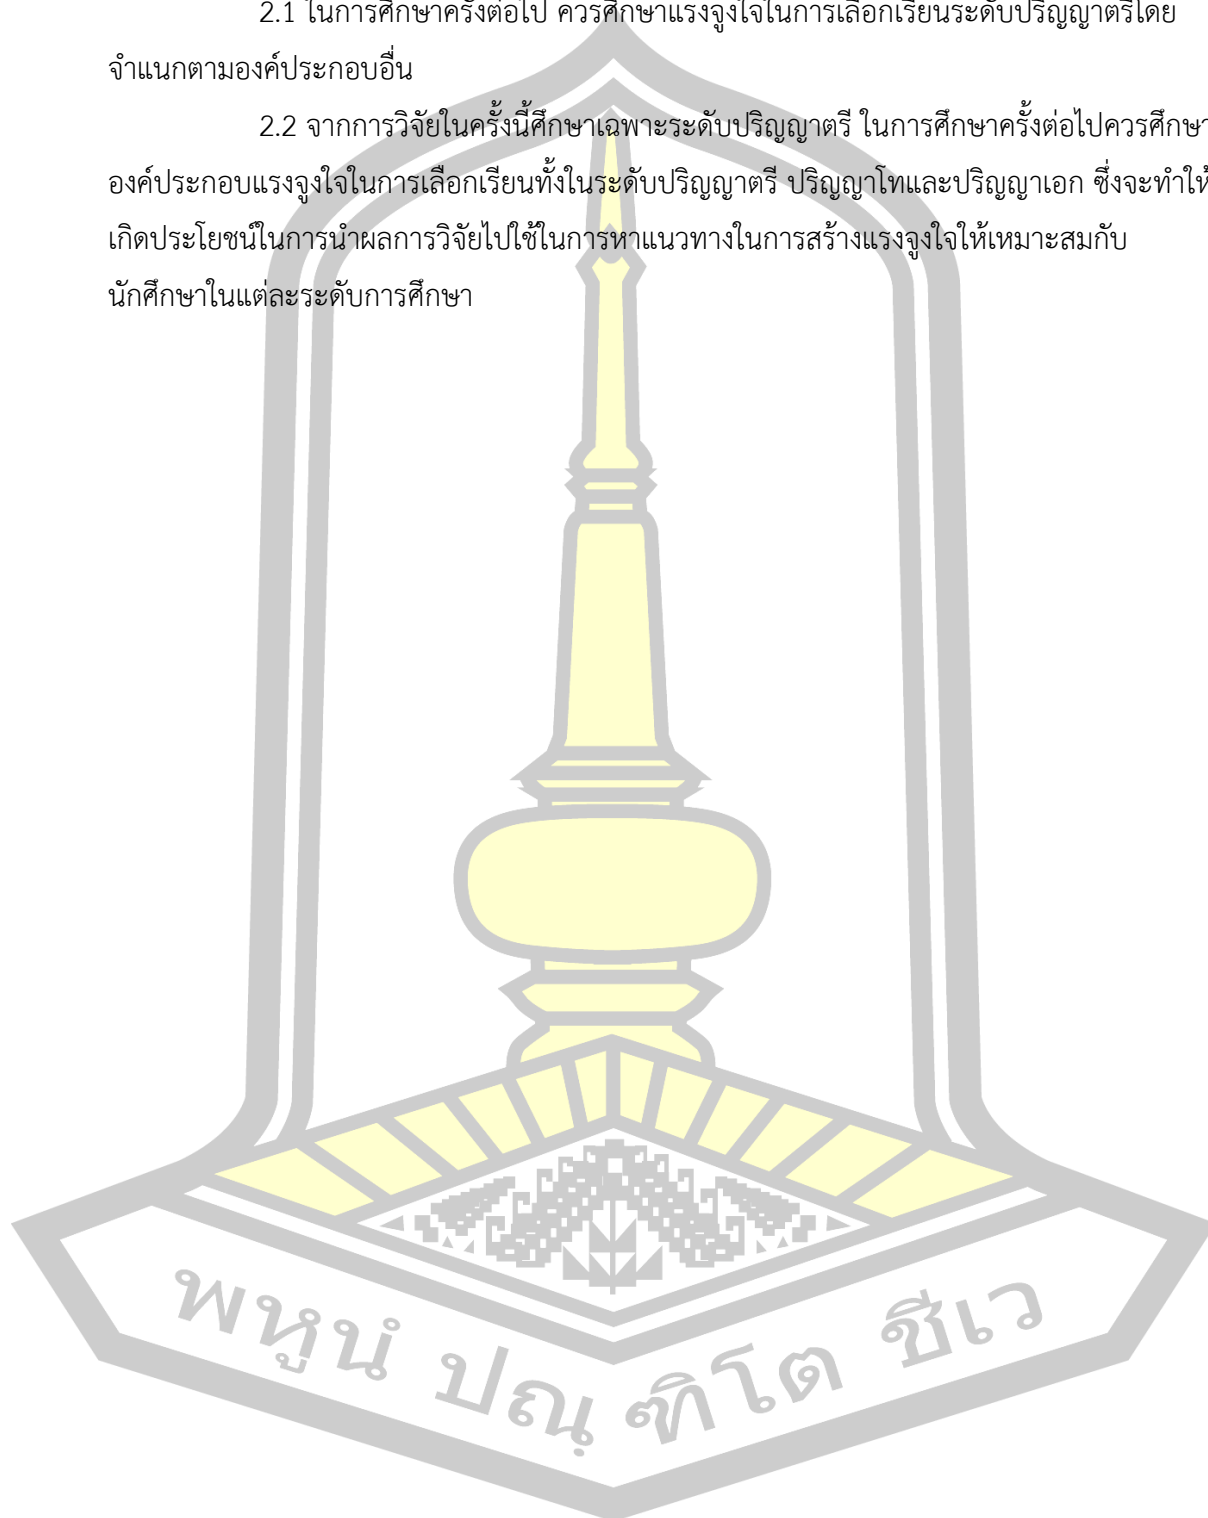 2.1 ในการศึกษาครั้งต่อไป ควรศึกษาแรงจูงใจในการเลือกเรียนระดับปริญญาตรีโดย
จำแนกตามองค์ประกอบอื่น
2.2 จากการวิจัยในครั้งนี้ศึกษาเฉพาะระดับปริญญาตรี ในการศึกษาครั้งต่อไปควรศึกษา
องค์ประกอบแรงจูงใจในการเลือกเรียนทั้งในระดับปริญญาตรี ปริญญาโทและปริญญาเอก ซึ่งจะทำให้
เกิดประโยชน์ในการนำผลการวิจัยไปใช้ในการหาแนวทางในการสร้างแรงจูงใจให้เหมาะสมกับ
นักศึกษาในแต่ละระดับการศึกษา
พหูนํ ปณฺฑิโต ชีเว